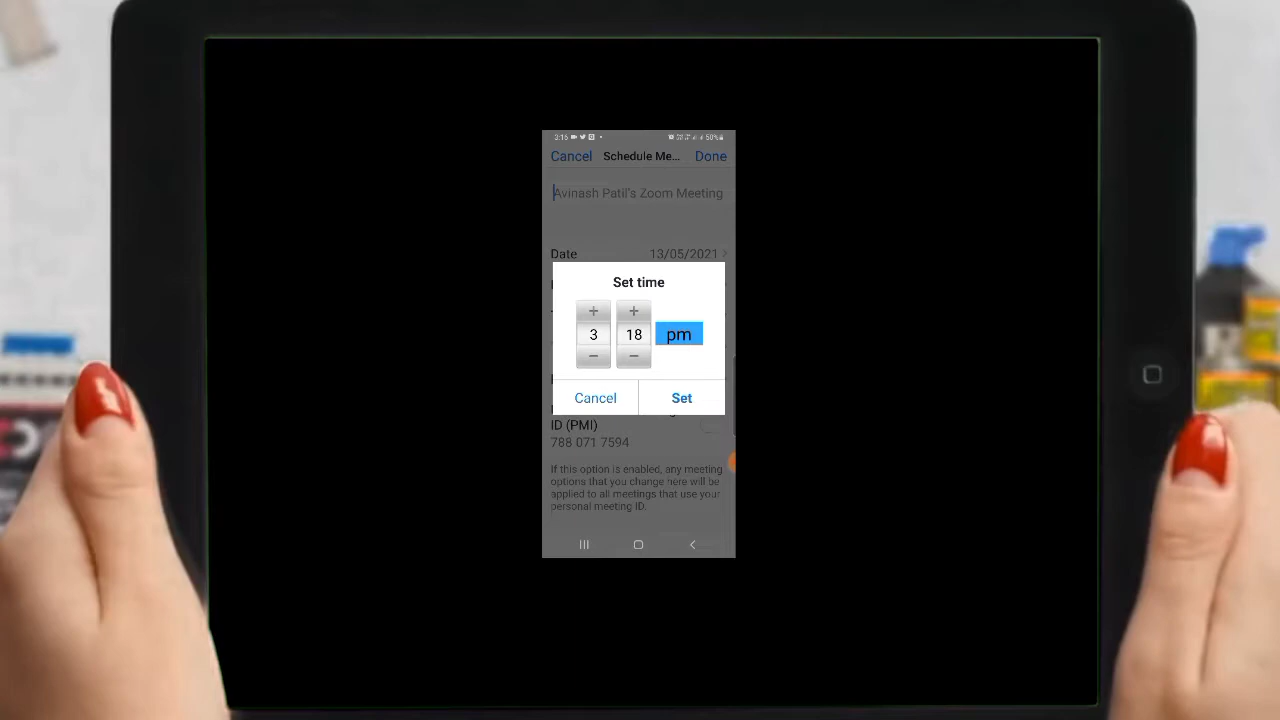 3:16
50%
Cancel Schedule Me... Done
Avinash Patil's Zoom Meeting
Date 13/05/2021
Set time
+ +
3 18 pm
− −
Cancel Set
ID (PMI)
788 071 7594
If this option is enabled, any meeting
options that you change here will be
applied to all meetings that use your
personal meeting ID.